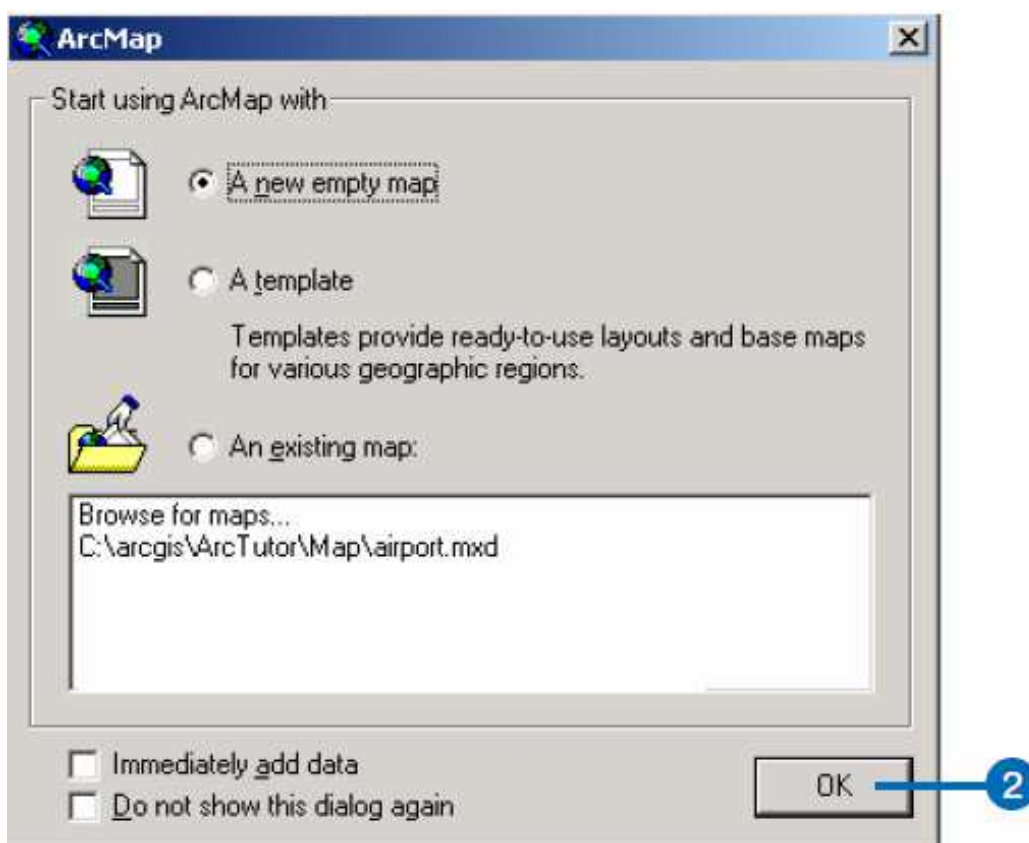 ArcMap
Start using ArcMap with
A new empty map
A template
Templates provide ready-to-use layouts and base maps
for various geographic regions.
An existing map:
Browse for maps...
C:\arcgis\ArcTutor\Map\airport.mxd
Immediately add data
Do not show this dialog again
OK
2